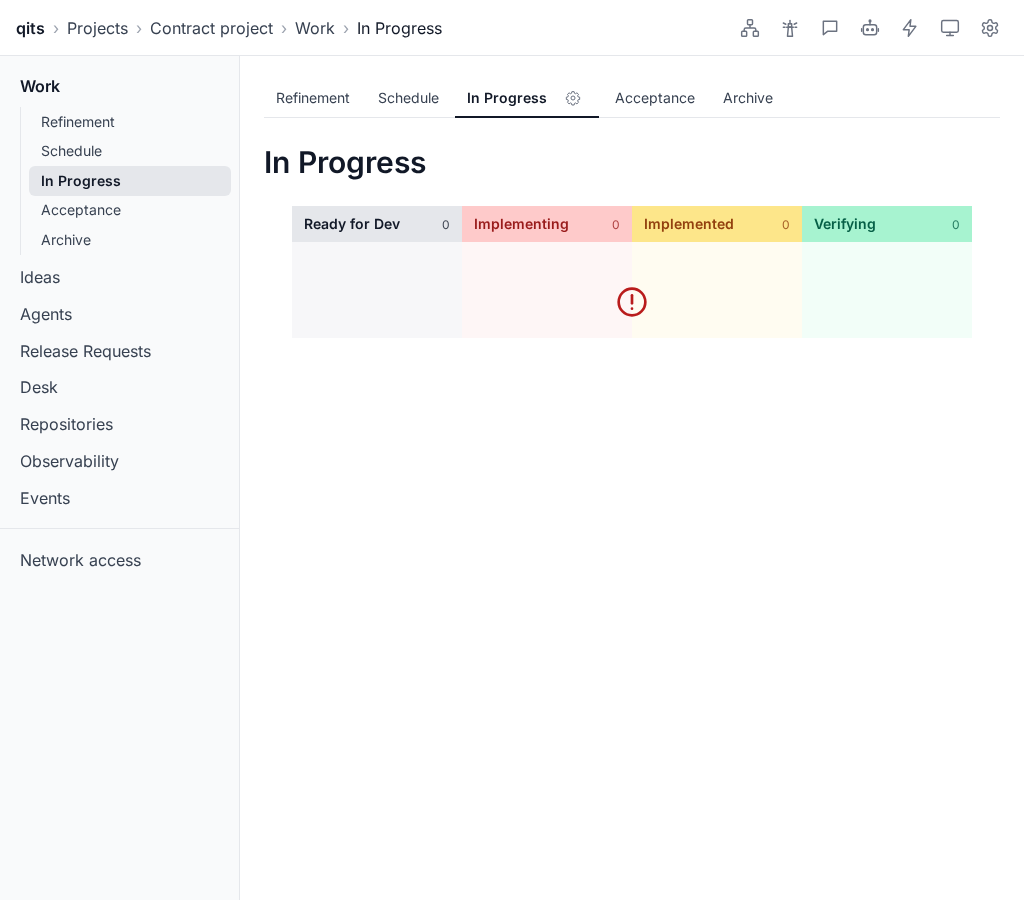 qits › Projects › Contract project › Work › In Progress
Work
Refinement
Schedule
In Progress
Acceptance
Archive
Ideas
Agents
Release Requests
Desk
Repositories
Observability
Events
Network access
Refinement Schedule In Progress Acceptance Archive
In Progress
Ready for Dev 0 Implementing 0 Implemented 0 Verifying 0